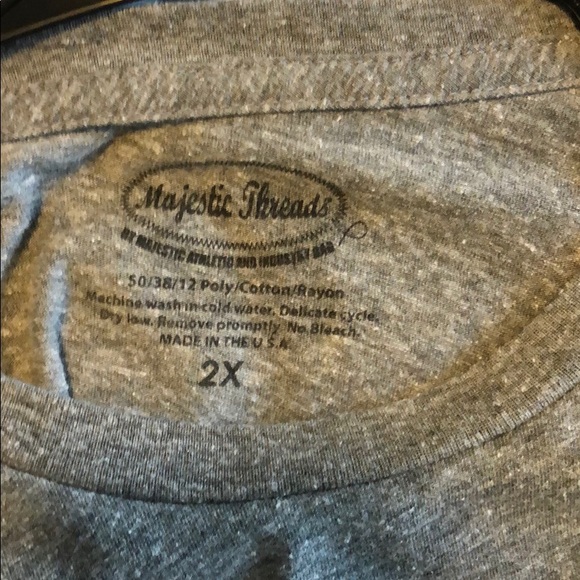 Majestic Threads
BY MAJESTIC ATHLETIC AND INDUSTRY RAG
50/38/12 Poly/Cotton/Rayon
Machine wash in cold water. Delicate cycle.
Dry low. Remove promptly. No Bleach.
MADE IN THE U.S.A.
2X